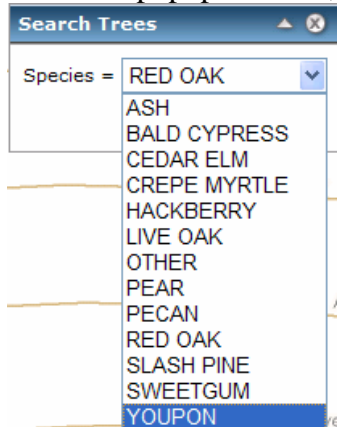 Search Trees
Species = RED OAK
ASH
BALD CYPRESS
CEDAR ELM
CREPE MYRTLE
HACKBERRY
LIVE OAK
OTHER
PEAR
PECAN
RED OAK
SLASH PINE
SWEETGUM
YOUPON